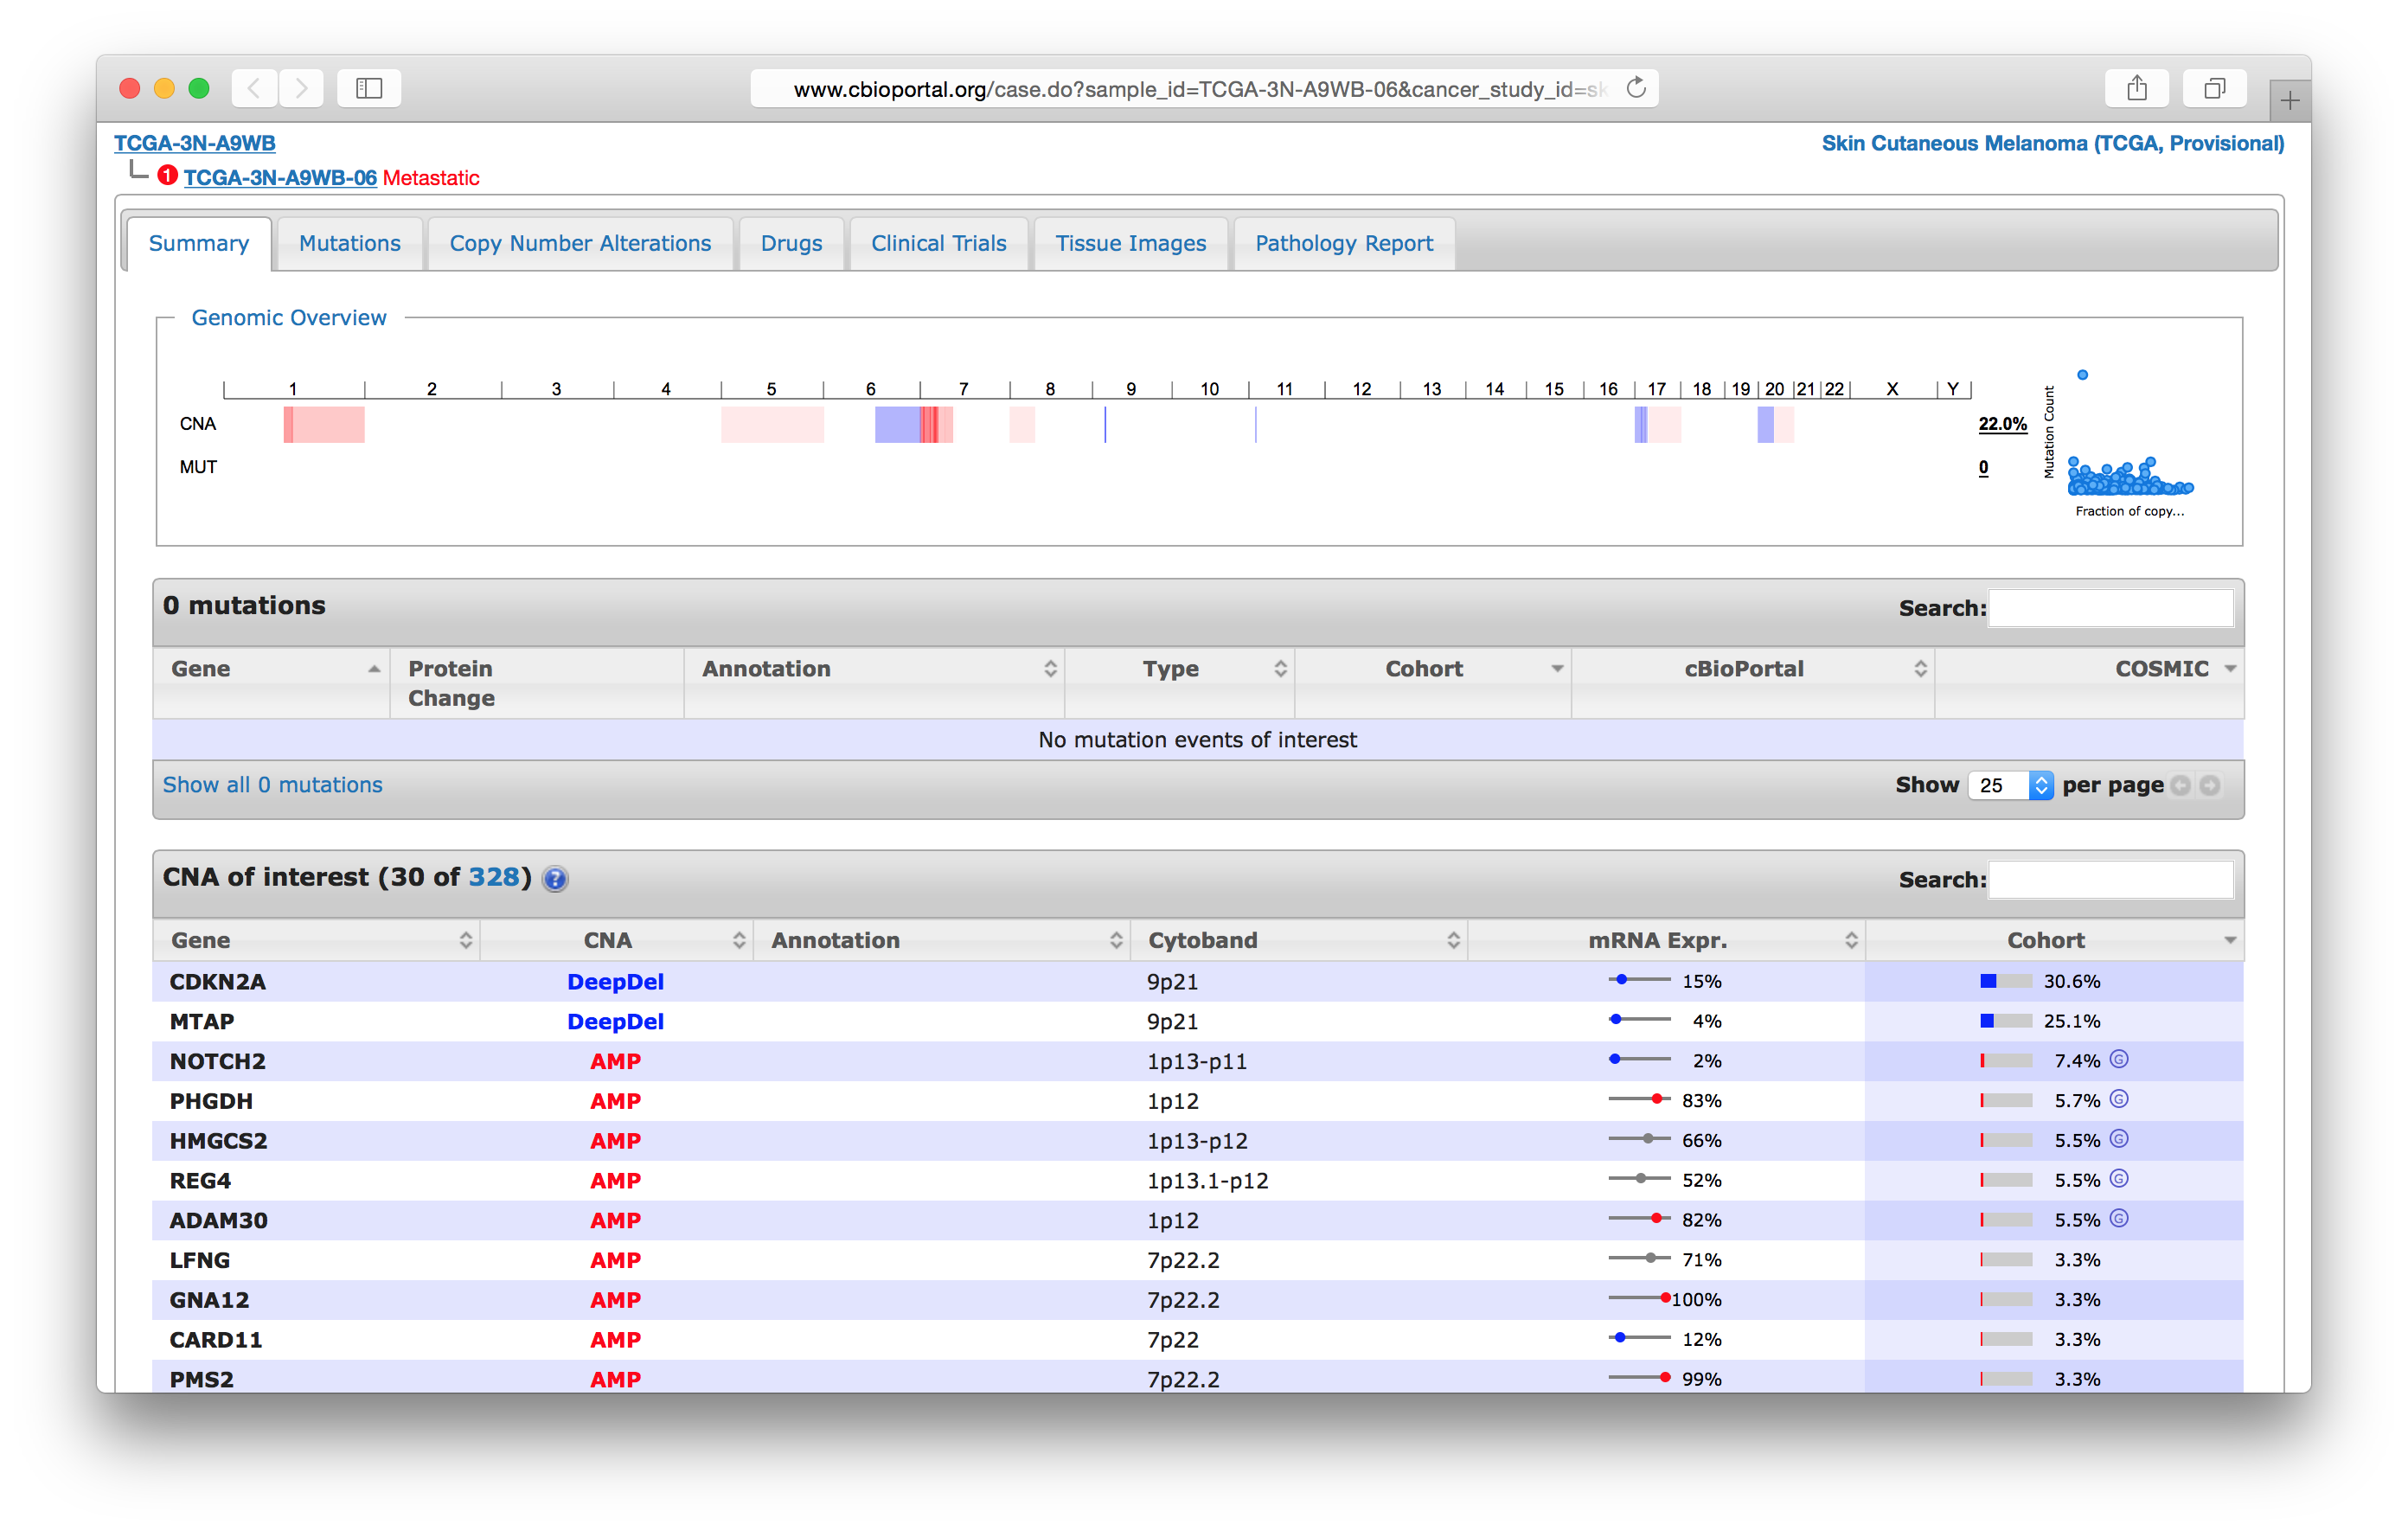 www.cbioportal.org/case.do?sample_id=TCGA-3N-A9WB-06&cancer_study_id=sk
TCGA-3N-A9WB
Skin Cutaneous Melanoma (TCGA, Provisional)
1 TCGA-3N-A9WB-06 Metastatic
Summary Mutations Copy Number Alterations Drugs Clinical Trials Tissue Images Pathology Report
Genomic Overview
1 2 3 4 5 6 7 8 9 10 11 12 13 14 15 16 17 18 19 20 21 22 X Y
CNA 22.0%
MUT 0
Mutation Count
Fraction of copy...
0 mutations Search:
Gene Protein Change Annotation Type Cohort cBioPortal COSMIC
No mutation events of interest
Show all 0 mutations Show 25 per page
CNA of interest (30 of 328) ? Search:
Gene CNA Annotation Cytoband mRNA Expr. Cohort
CDKN2A DeepDel 9p21 15% 30.6%
MTAP DeepDel 9p21 4% 25.1%
NOTCH2 AMP 1p13-p11 2% 7.4% G
PHGDH AMP 1p12 83% 5.7% G
HMGCS2 AMP 1p13-p12 66% 5.5% G
REG4 AMP 1p13.1-p12 52% 5.5% G
ADAM30 AMP 1p12 82% 5.5% G
LFNG AMP 7p22.2 71% 3.3%
GNA12 AMP 7p22.2 100% 3.3%
CARD11 AMP 7p22 12% 3.3%
PMS2 AMP 7p22.2 99% 3.3%